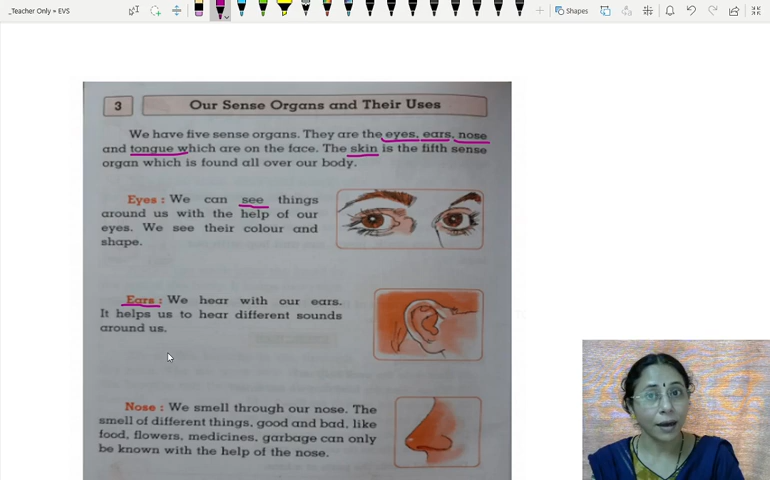 _Teacher Only ~ EVS
Shapes
3
Our Sense Organs and Their Uses
We have five sense organs. They are the eyes, ears, nose
and tongue which are on the face. The skin is the fifth sense
organ which is found all over our body.
Eyes : We can see things
around us with the help of our
eyes. We see their colour and
shape.
Ears : We hear with our ears.
It helps us to hear different sounds
around us.
Nose : We smell through our nose. The
smell of different things, good and bad, like
food, flowers, medicines, garbage can only
be known with the help of the nose.